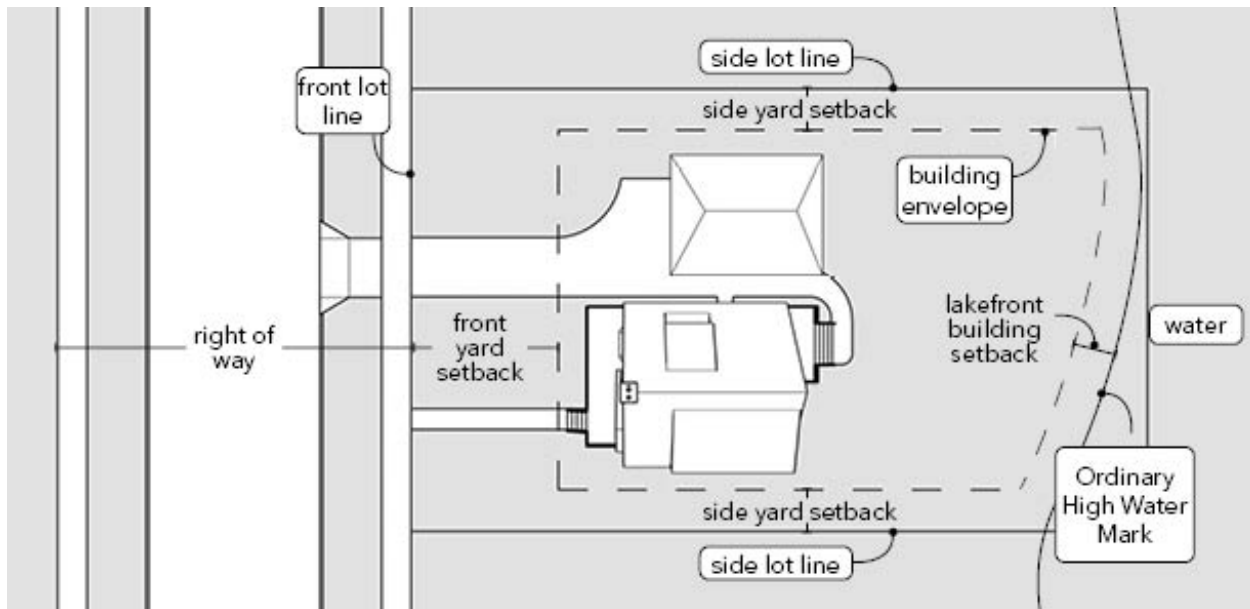 side lot line
front lot
line
side yard setback
building
envelope
lakefront
building
setback
water
right of
way
front
yard
setback
Ordinary
High Water
Mark
side yard setback
side lot line